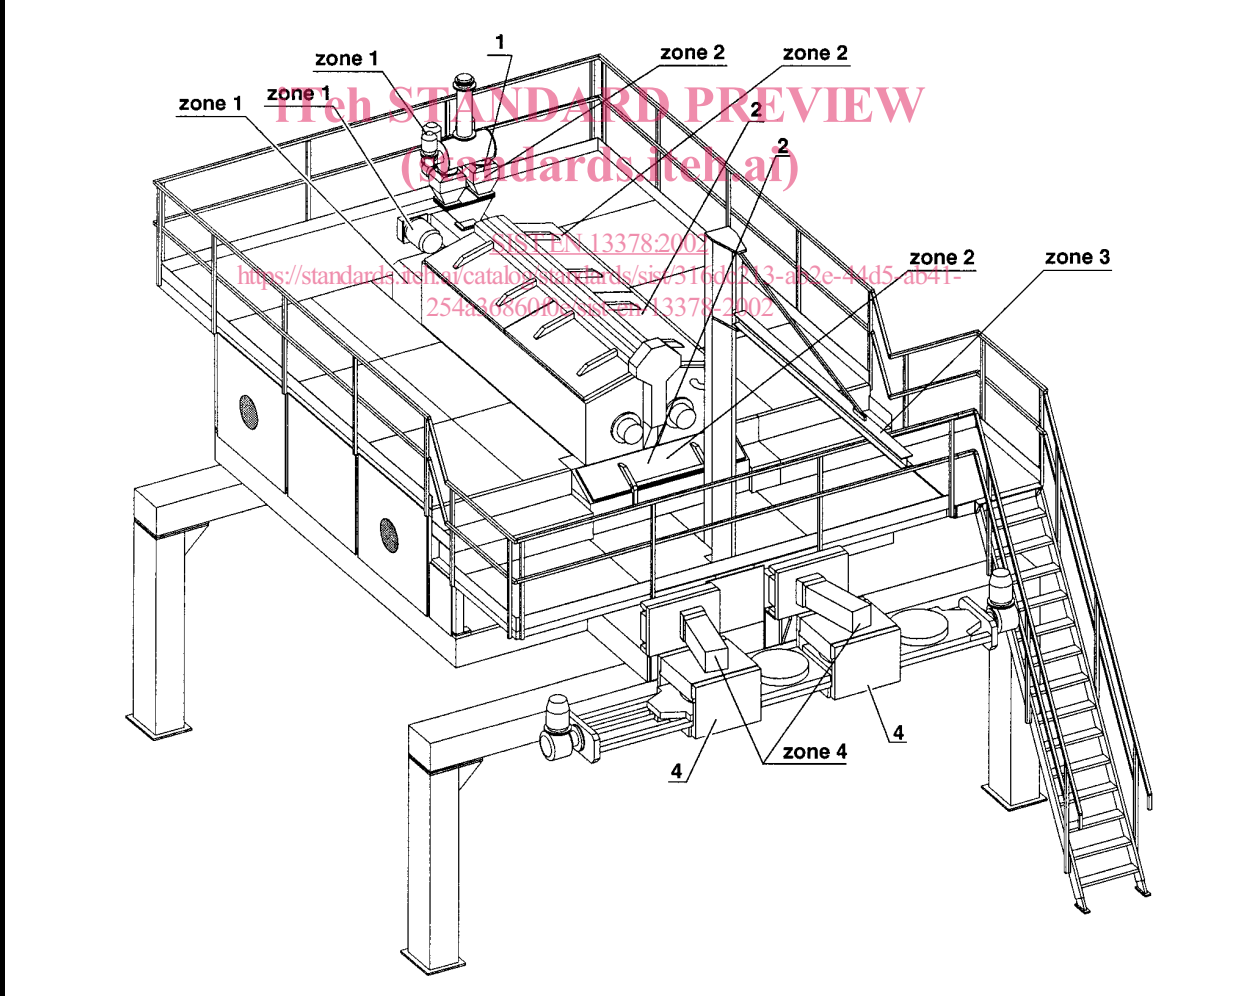 1
zone 1
zone 2
zone 2
zone 1
zone 1
iTeh STANDARD PREVIEW
2
2
(standards.iteh.ai)
SIST EN 13378:2002
zone 2
zone 3
https://standards.iteh.ai/catalog/standards/sist/316dc213-ab2e-44d5-ab41-
254a36860f0c/sist-en-13378-2002
4
zone 4
4